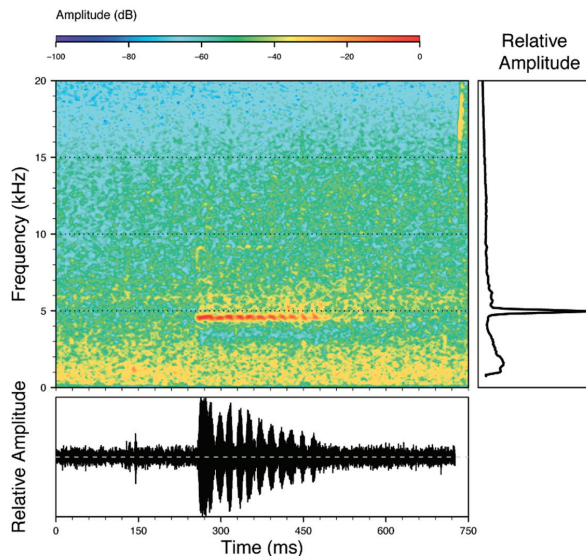 Amplitude (dB)
−100 −80 −60 −40 −20 0
Relative
Amplitude
20
15
10
5
0
Frequency (kHz)
Relative Amplitude
0 150 300 450 600 750
Time (ms)